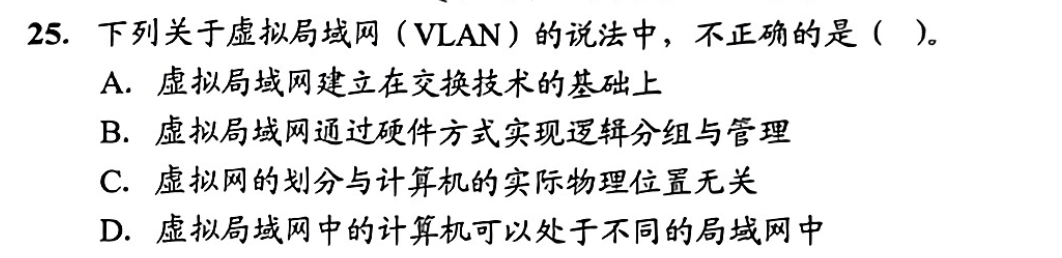 25. 下列关于虚拟局域网（VLAN）的说法中，不正确的是（ ）。
A. 虚拟局域网建立在交换技术的基础上
B. 虚拟局域网通过硬件方式实现逻辑分组与管理
C. 虚拟网的划分与计算机的实际物理位置无关
D. 虚拟局域网中的计算机可以处于不同的局域网中